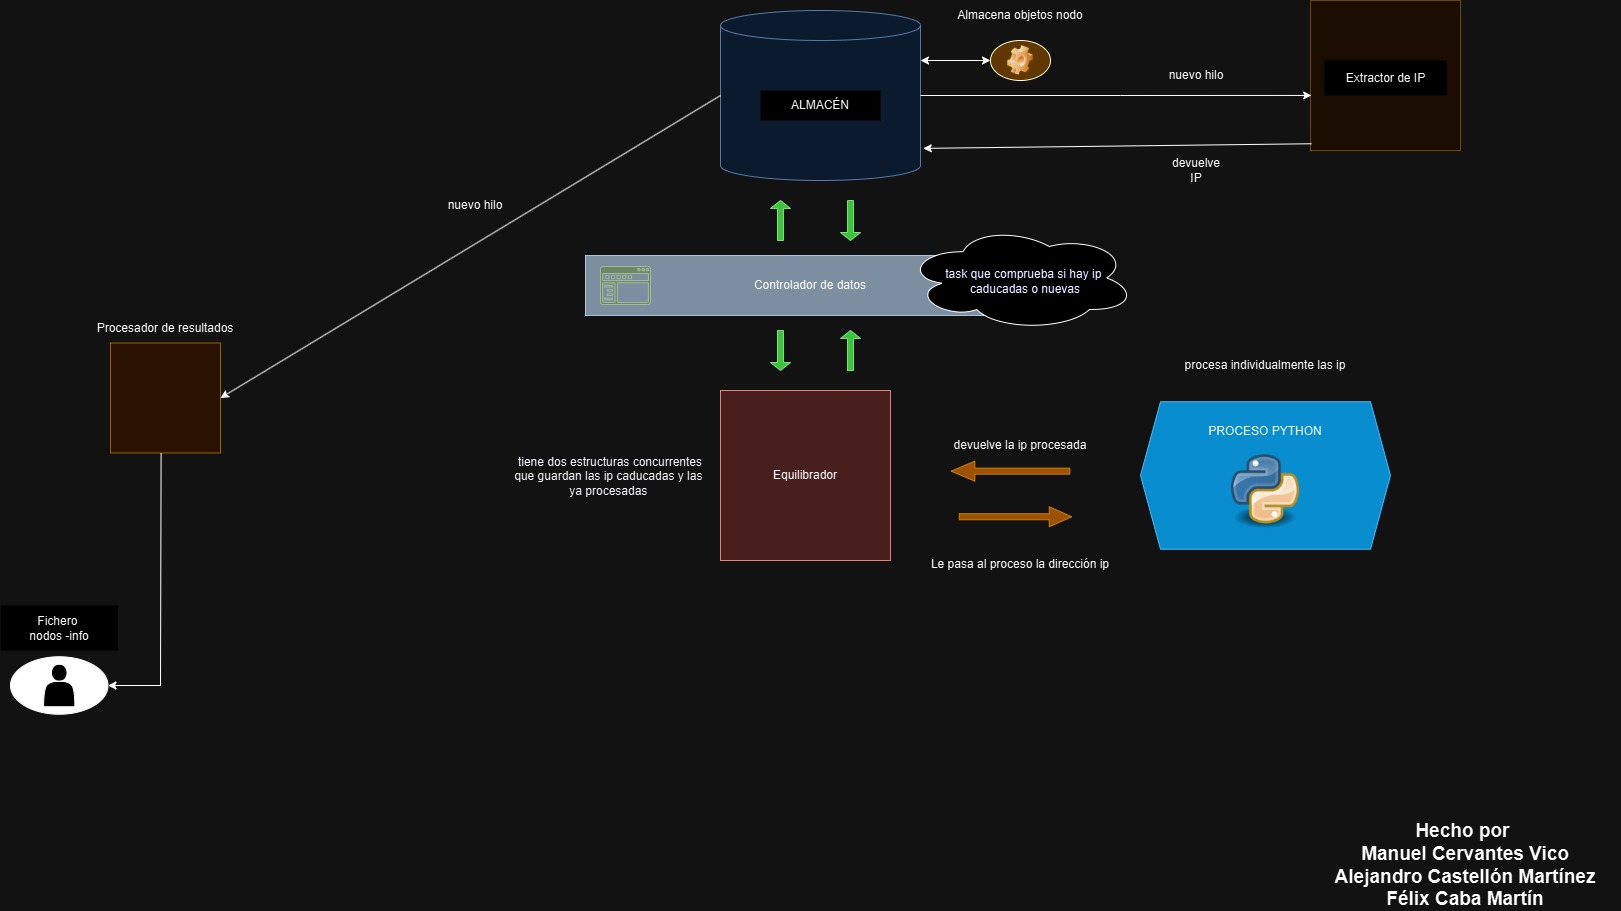 Almacena objetos nodo
nuevo hilo
Extractor de IP
ALMACÉN
devuelve
IP
nuevo hilo
task que comprueba si hay ip
caducadas o nuevas
Controlador de datos
Procesador de resultados
procesa individualmente las ip
PROCESO PYTHON
devuelve la ip procesada
tiene dos estructuras concurrentes
que guardan las ip caducadas y las
ya procesadas
Equilibrador
Le pasa al proceso la dirección ip
Fichero
nodos -info
Hecho por
Manuel Cervantes Vico
Alejandro Castellón Martínez
Félix Caba Martín